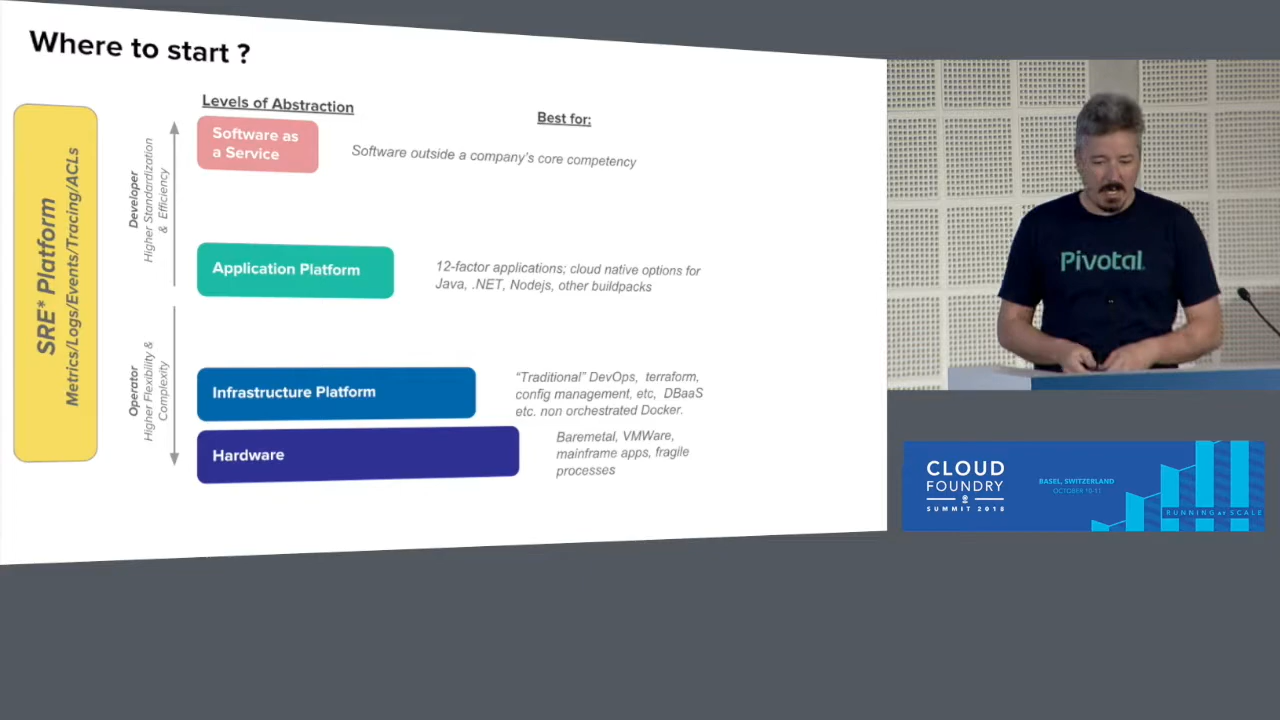 Where to start ?
Levels of Abstraction
Best for:
SRE* Platform
Metrics/Logs/Events/Tracing/ACLs
Developer
Higher Standardization
& Efficiency
Operator
Higher Flexibility &
Complexity
Software as
a Service
Software outside a company's core competency
Application Platform
12-factor applications; cloud native options for
Java, .NET, Nodejs, other buildpacks
Infrastructure Platform
“Traditional” DevOps, terraform,
config management, etc, DBaaS
etc. non orchestrated Docker.
Hardware
Baremetal, VMWare,
mainframe apps, fragile
processes
Pivotal.
CLOUD
FOUNDRY
SUMMIT 2018
BASEL, SWITZERLAND
OCTOBER 10-11
RUNNING AT SCALE